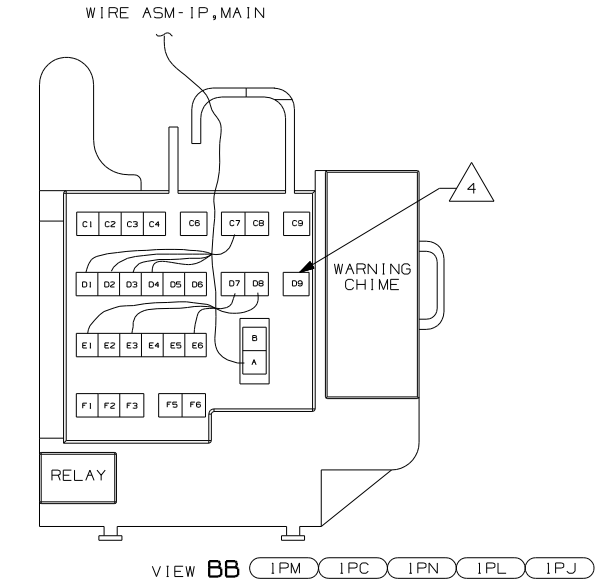 WIRE ASM-IP,MAIN
4
C1 C2 C3 C4 C6 C7 C8 C9
WARNING
CHIME
D1 D2 D3 D4 D5 D6 D7 D8 D9
B
E1 E2 E3 E4 E5 E6
A
F1 F2 F3 F5 F6
RELAY
VIEW BB 1PM 1PC 1PN 1PL 1PJ